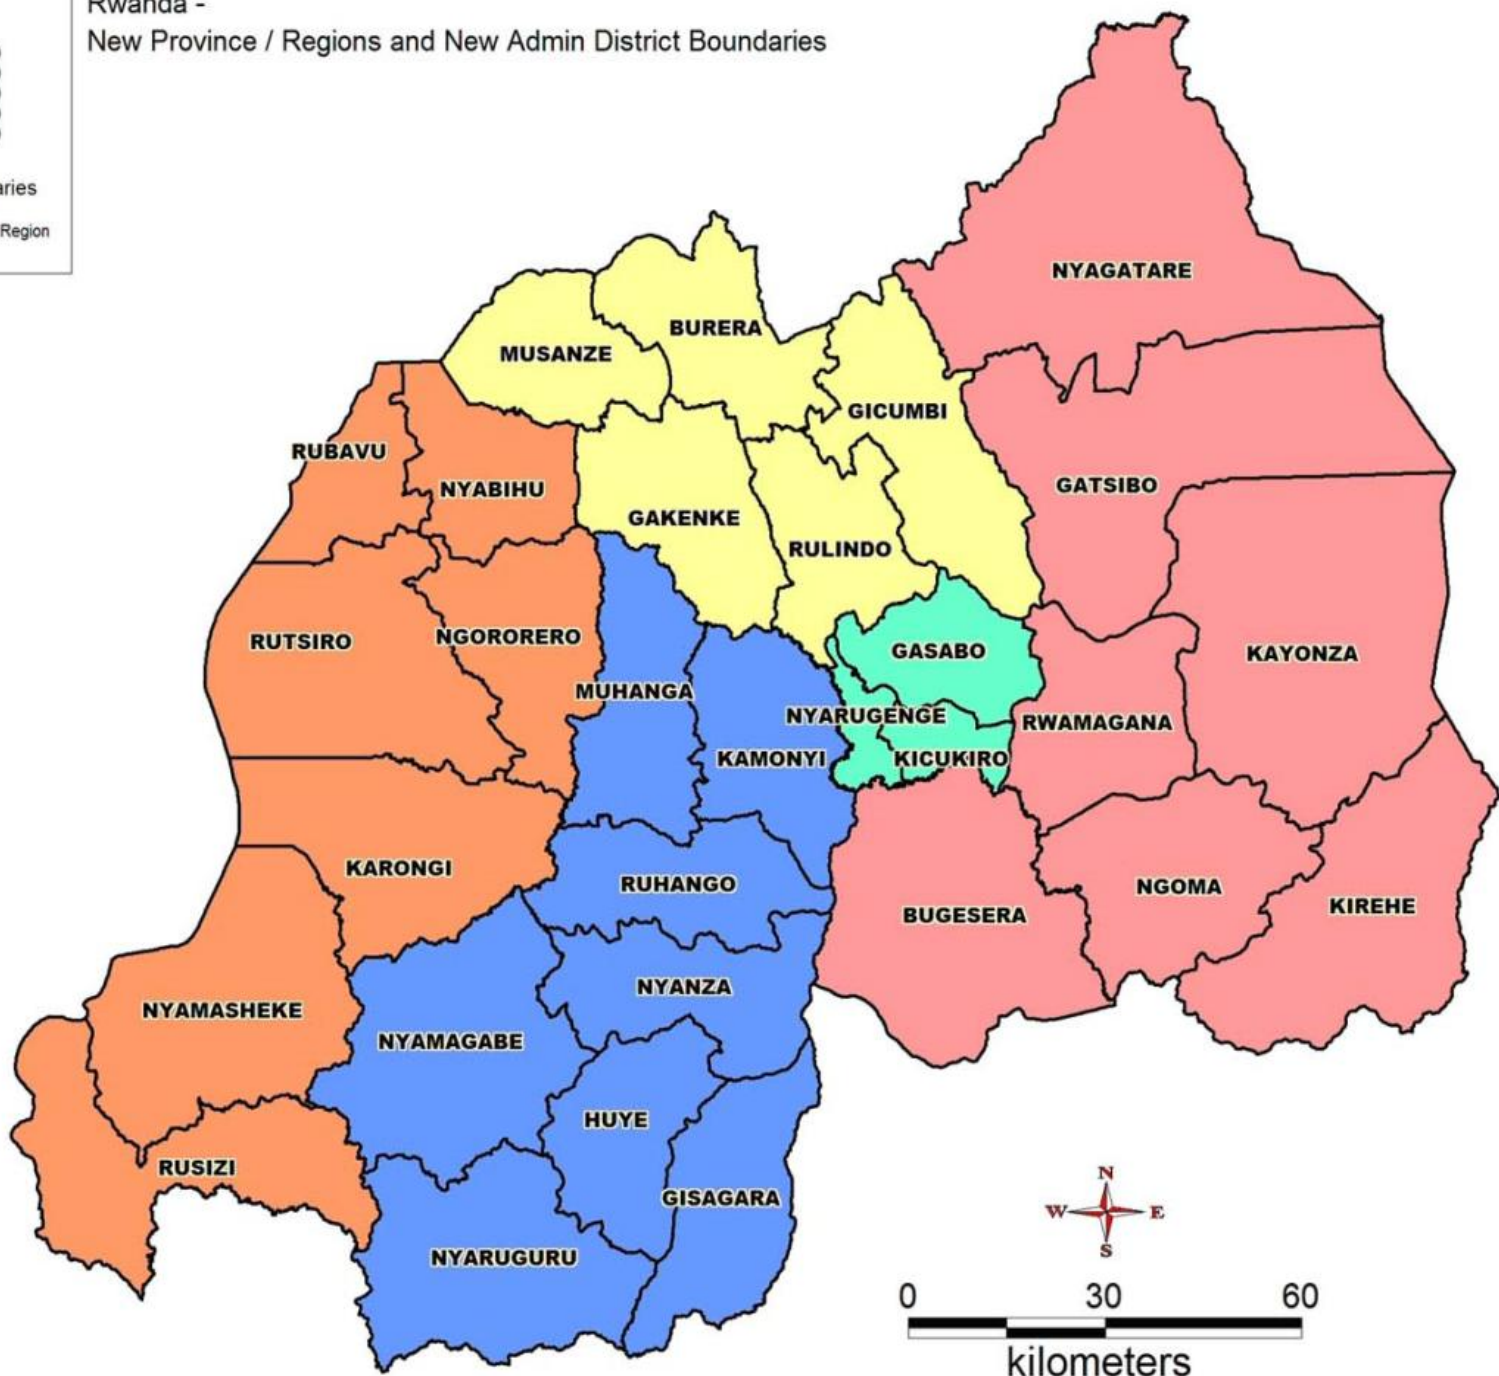 Rwanda -
New Province / Regions and New Admin District Boundaries
Region
NYAGATARE
BURERA
MUSANZE
GICUMBI
RUBAVU
NYABIHU
GATSIBO
GAKENKE
RULINDO
RUTSIRO
NGORORERO
GASABO
KAYONZA
MUHANGA
NYARUGENGE
RWAMAGANA
KAMONYI
KICUKIRO
KARONGI
RUHANGO
NGOMA
BUGESERA
KIREHE
NYANZA
NYAMASHEKE
NYAMAGABE
HUYE
RUSIZI
GISAGARA
NYARUGURU
N
W E
S
0 30 60
kilometers